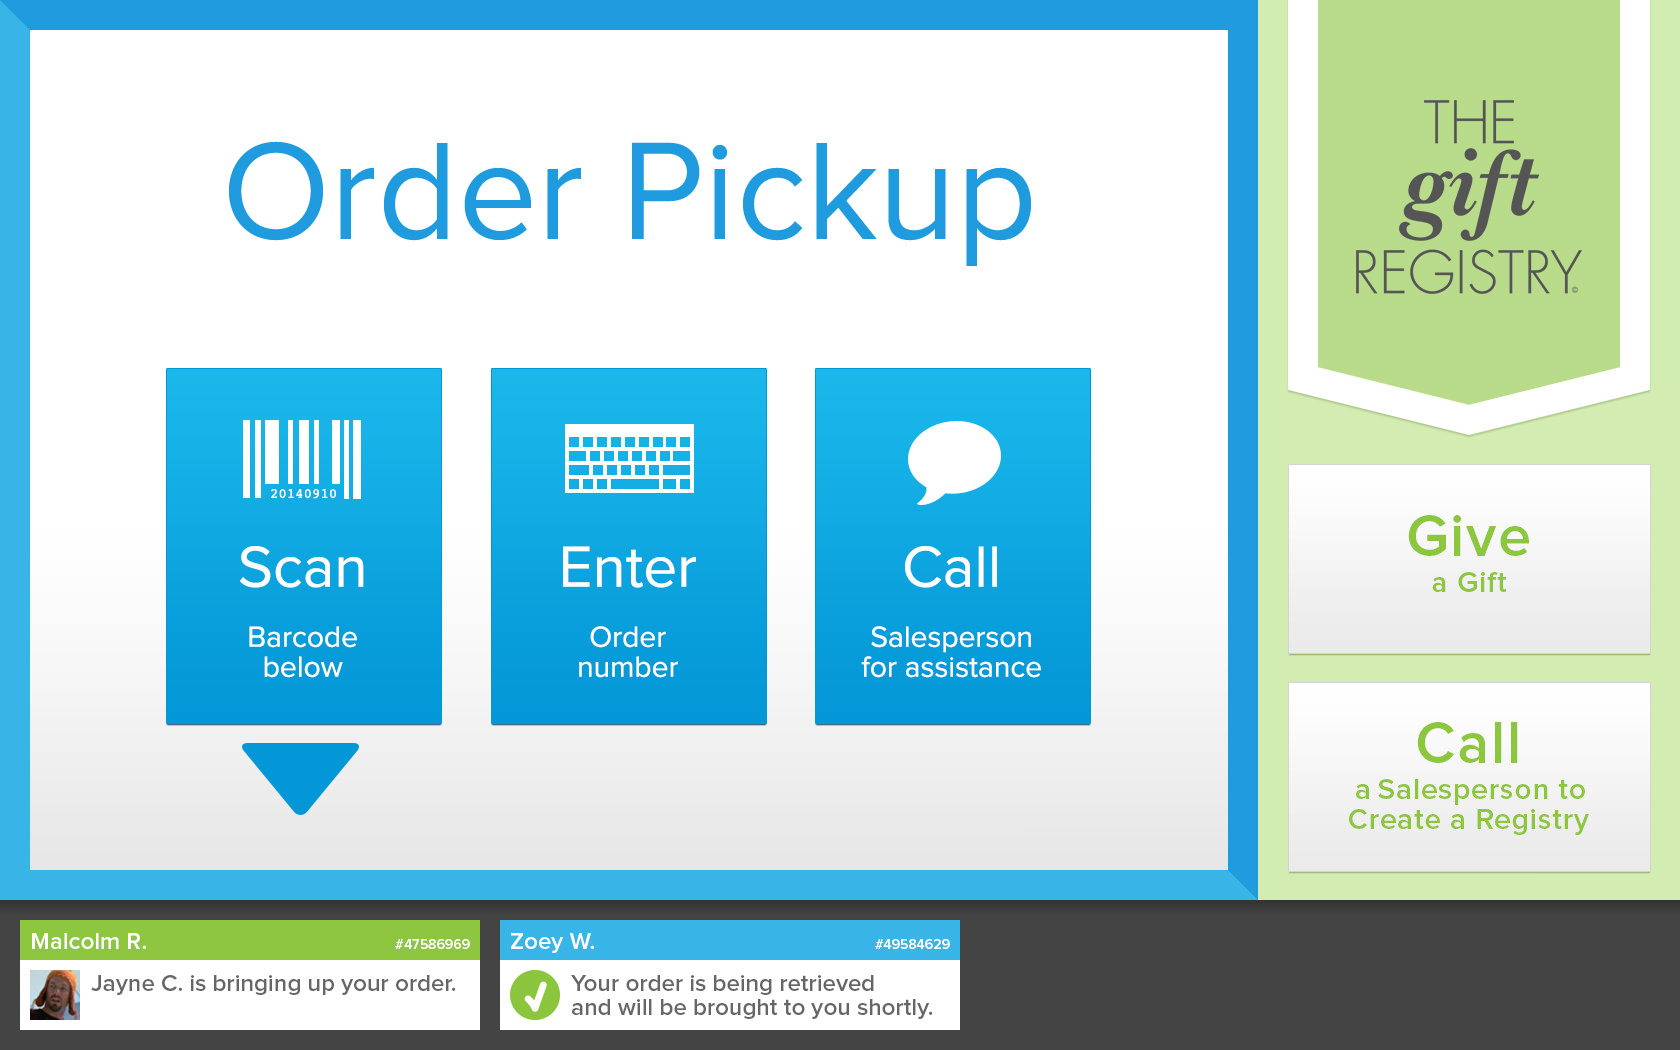 Order Pickup
20140910
Scan
Barcode
below
Enter
Order
number
Call
Salesperson
for assistance
THE
gift
REGISTRY©
Give
a Gift
Call
a Salesperson to
Create a Registry
Malcolm R. #47586969
Jayne C. is bringing up your order.
Zoey W. #49584629
Your order is being retrieved
and will be brought to you shortly.